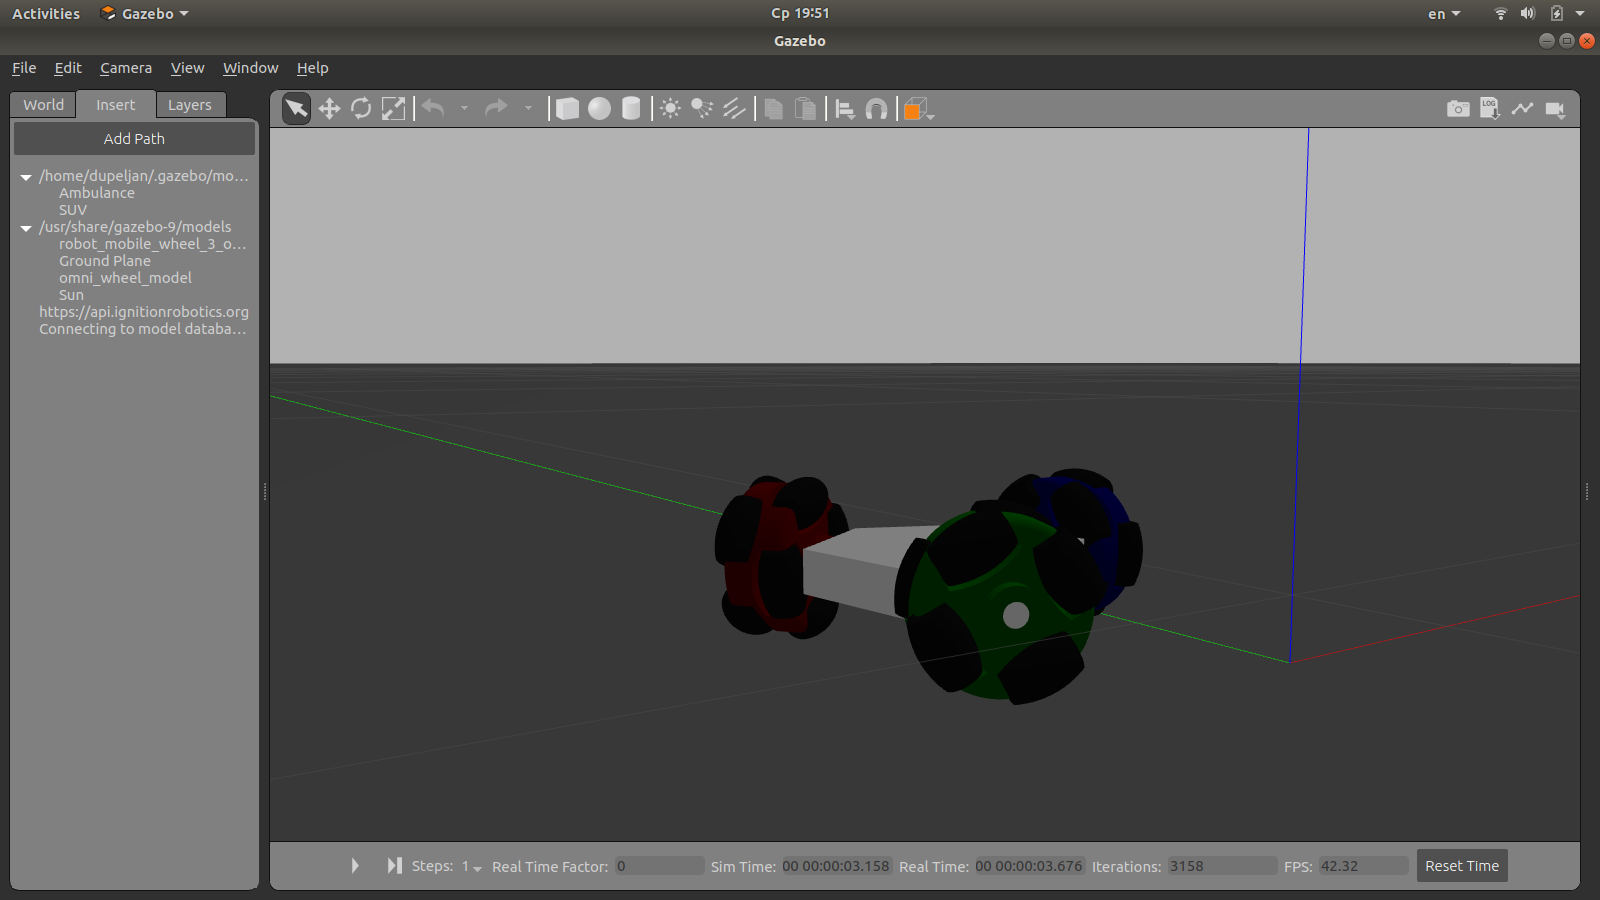 Activities Gazebo Ср 19:51 en
Gazebo
File Edit Camera View Window Help
World Insert Layers
LOG
Add Path
/home/dupeljan/.gazebo/mo...
Ambulance
SUV
/usr/share/gazebo-9/models
robot_mobile_wheel_3_o...
Ground Plane
omni_wheel_model
Sun
https://api.ignitionrobotics.org
Connecting to model databa...
Steps: 1 Real Time Factor: 0 Sim Time: 00 00:00:03.158 Real Time: 00 00:00:03.676 Iterations: 3158 FPS: 42.32 Reset Time